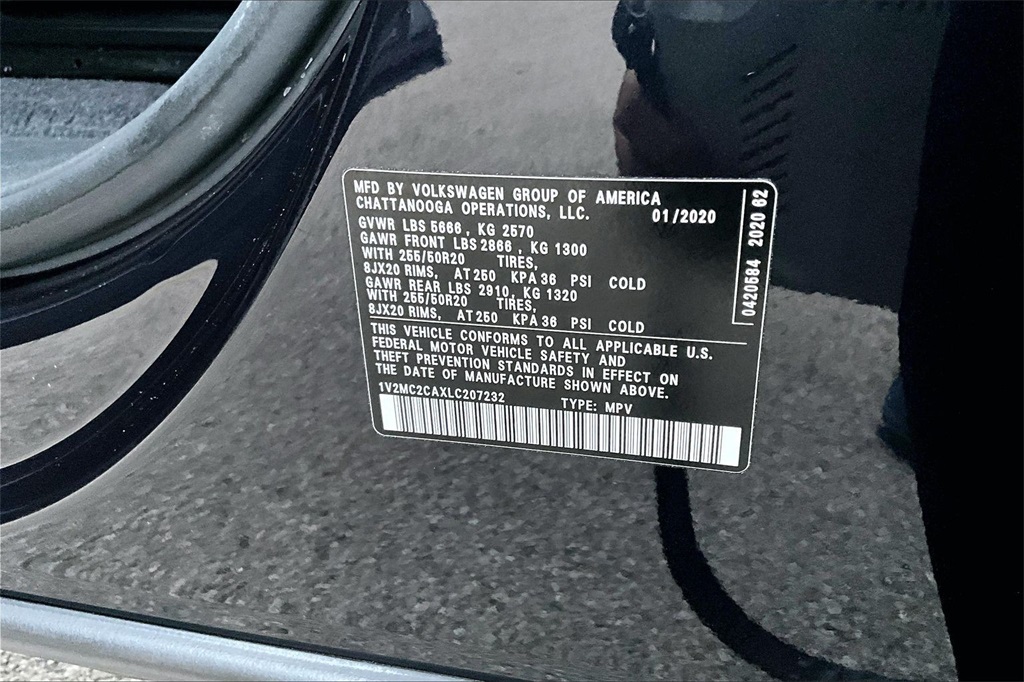 MFD BY VOLKSWAGEN GROUP OF AMERICA
CHATTANOOGA OPERATIONS, LLC. 01/2020
GVWR LBS 5666, KG 2570
GAWR FRONT LBS 2866, KG 1300
WITH 255/50R20 TIRES,
8JX20 RIMS, AT 250 KPA 36 PSI COLD
GAWR REAR LBS 2910, KG 1320
WITH 255/50R20 TIRES,
8JX20 RIMS, AT 250 KPA 36 PSI COLD
THIS VEHICLE CONFORMS TO ALL APPLICABLE U.S.
FEDERAL MOTOR VEHICLE SAFETY AND
THEFT PREVENTION STANDARDS IN EFFECT ON
THE DATE OF MANUFACTURE SHOWN ABOVE.
1V2MC2CAXLC207232 TYPE: MPV
0420584 2020 62